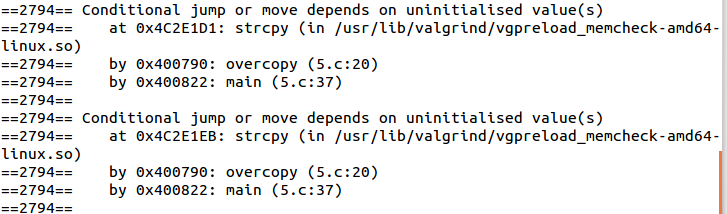 ==2794== Conditional jump or move depends on uninitialised value(s)
==2794==    at 0x4C2E1D1: strcpy (in /usr/lib/valgrind/vgpreload_memcheck-amd64-
linux.so)
==2794==    by 0x400790: overcopy (5.c:20)
==2794==    by 0x400822: main (5.c:37)
==2794==
==2794== Conditional jump or move depends on uninitialised value(s)
==2794==    at 0x4C2E1EB: strcpy (in /usr/lib/valgrind/vgpreload_memcheck-amd64-
linux.so)
==2794==    by 0x400790: overcopy (5.c:20)
==2794==    by 0x400822: main (5.c:37)
==2794==